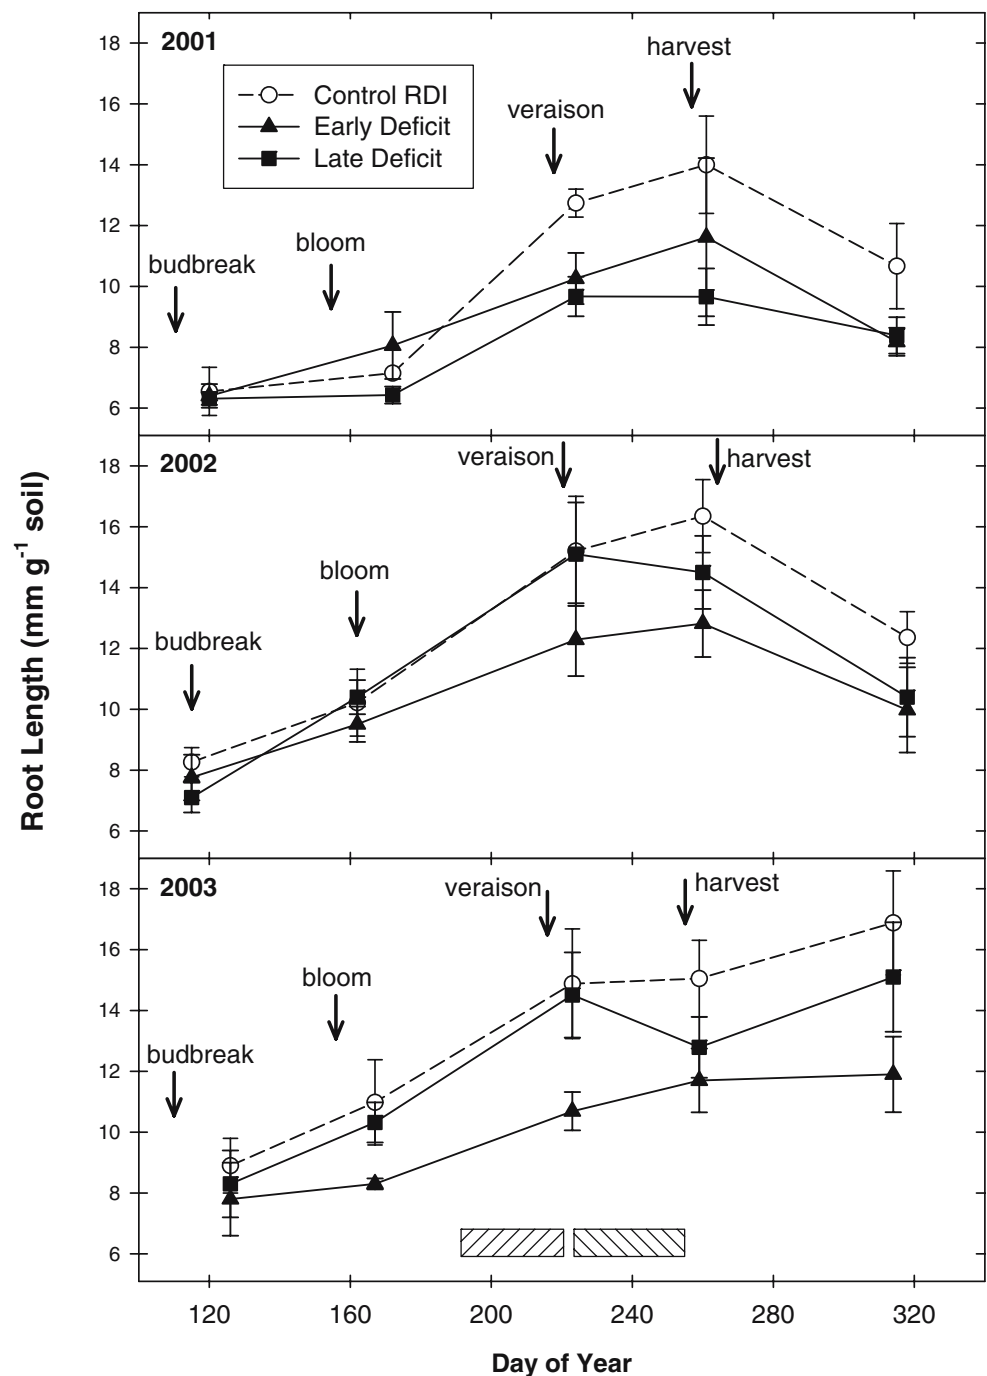 2001
harvest
veraison
bloom
budbreak
Control RDI
Early Deficit
Late Deficit
18
16
14
12
10
8
6
2002
veraison
harvest
bloom
budbreak
18
16
14
12
10
8
6
Root Length (mm g⁻¹ soil)
2003
veraison
harvest
bloom
budbreak
18
16
14
12
10
8
6
120 160 200 240 280 320
Day of Year